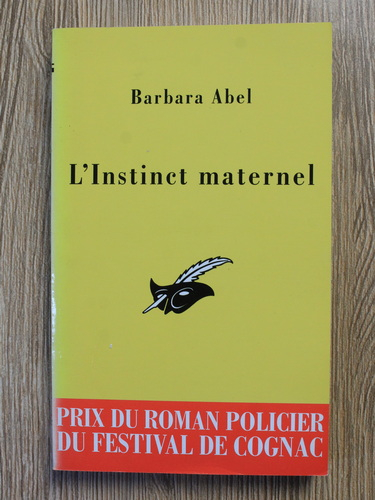 Barbara Abel
L'Instinct maternel
PRIX DU ROMAN POLICIER
DU FESTIVAL DE COGNAC